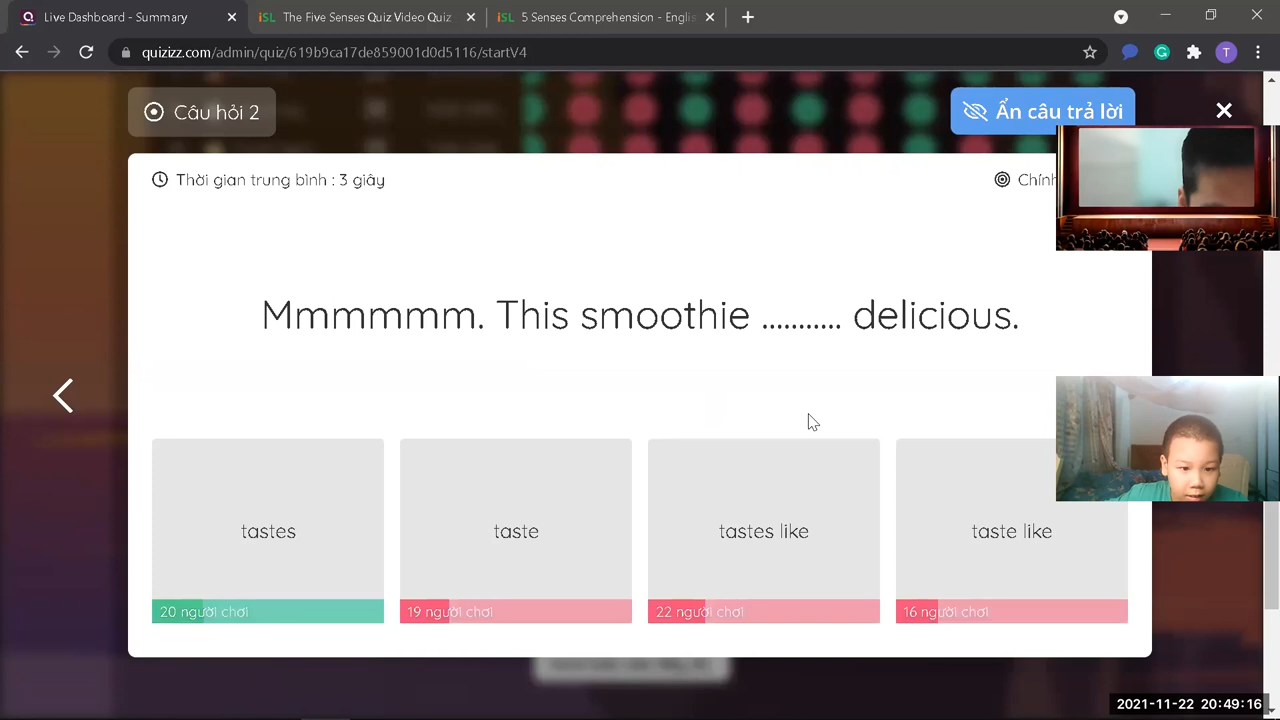 Live Dashboard - Summary
iSL The Five Senses Quiz Video Quiz
iSL 5 Senses Comprehension - Englis
quizizz.com/admin/quiz/619b9ca17de859001d0d5116/startV4
T
Câu hỏi 2
Ẩn câu trả lời
Thời gian trung bình : 3 giây
Chính
Mmmmmm. This smoothie ........... delicious.
tastes
taste
tastes like
taste like
20 người chơi
19 người chơi
22 người chơi
16 người chơi
2021-11-22 20:49:16